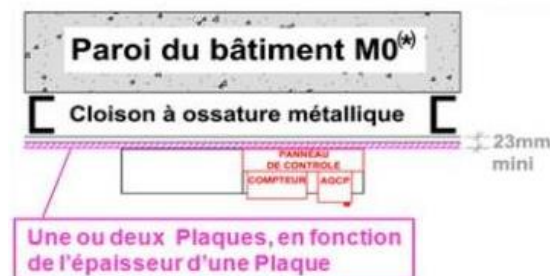 Paroi du bâtiment M0(*)
Cloison à ossature métallique
23mm
mini
PANNEAU
DE CONTROLE
COMPTEUR
AGCP
Une ou deux Plaques, en fonction
de l'épaisseur d'une Plaque